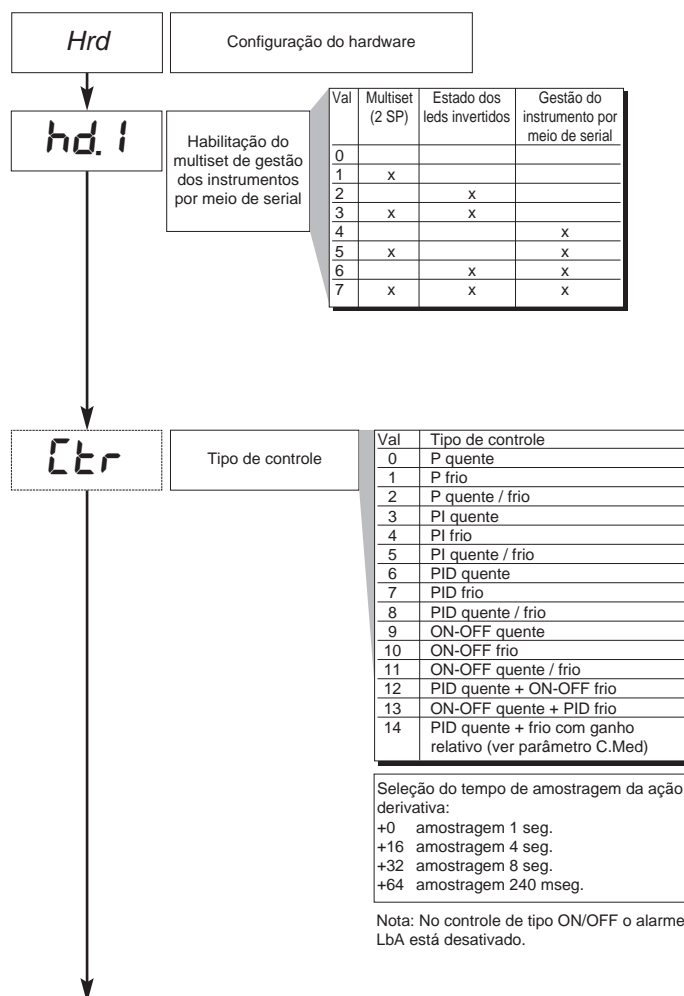 Hrd
Configuração do hardware
hd. 1
Habilitação do
multiset de gestão
dos instrumentos
por meio de serial
Val Multiset (2 SP) Estado dos leds invertidos Gestão do instrumento por meio de serial
0
1 x
2 x
3 x x
4 x
5 x x
6 x x
7 x x x
Ctr
Tipo de controle
Val Tipo de controle
0 P quente
1 P frio
2 P quente / frio
3 PI quente
4 PI frio
5 PI quente / frio
6 PID quente
7 PID frio
8 PID quente / frio
9 ON-OFF quente
10 ON-OFF frio
11 ON-OFF quente / frio
12 PID quente + ON-OFF frio
13 ON-OFF quente + PID frio
14 PID quente + frio com ganho
relativo (ver parâmetro C.Med)
Seleção do tempo de amostragem da ação
derivativa:
+0 amostragem 1 seg.
+16 amostragem 4 seg.
+32 amostragem 8 seg.
+64 amostragem 240 mseg.
Nota: No controle de tipo ON/OFF o alarme
LbA está desativado.